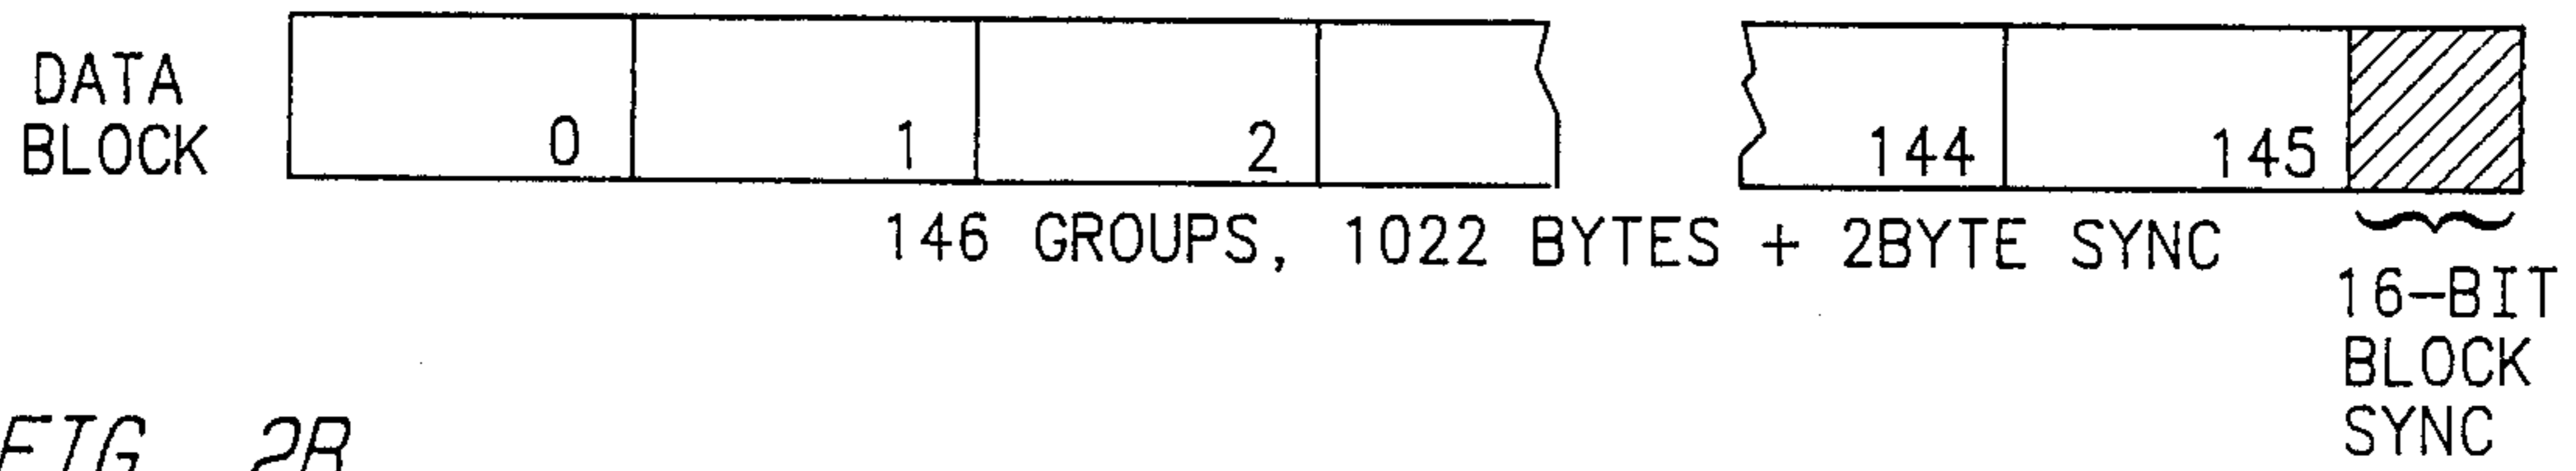 DATA
BLOCK
0 1 2 144 145
146 GROUPS, 1022 BYTES + 2BYTE SYNC
16-BIT
BLOCK
SYNC
FIG. 2B